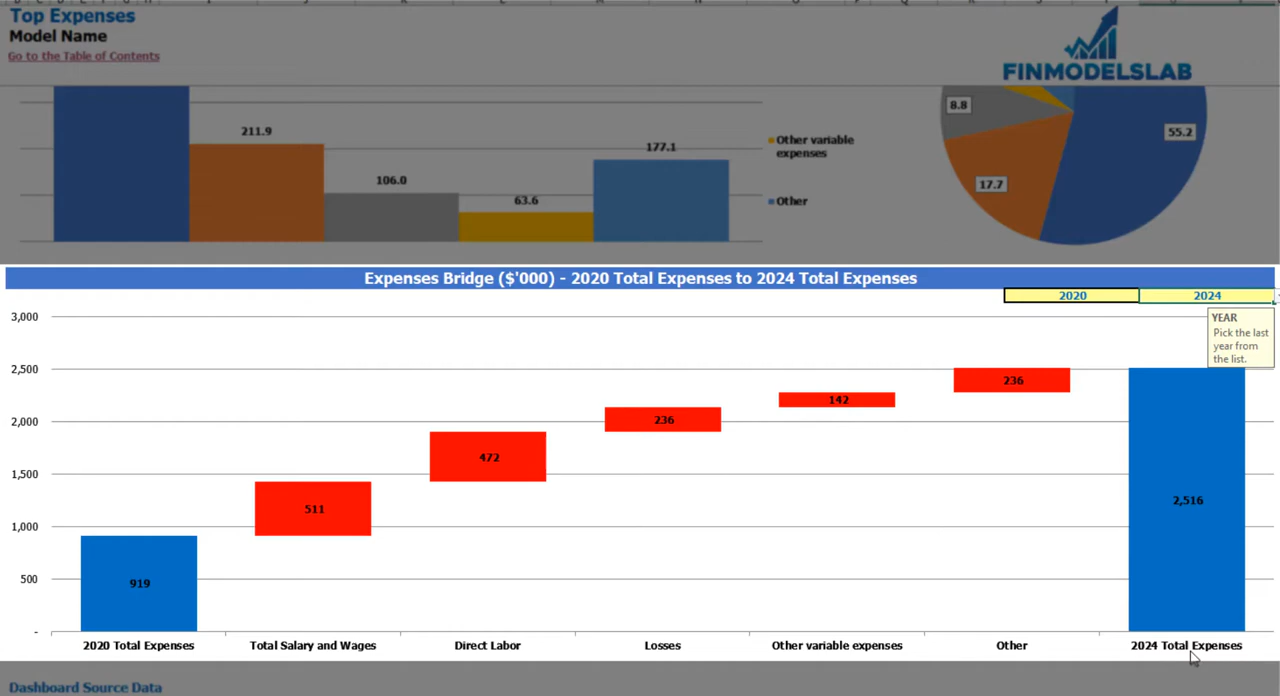 Top Expenses
Model Name
Go to the Table of Contents
FINMODELSLAB
211.9
106.0
63.6
177.1
Other variable
expenses
Other
8.8
17.7
55.2
Expenses Bridge ($'000) - 2020 Total Expenses to 2024 Total Expenses
2020
2024
YEAR
Pick the last
year from
the list.
3,000
2,500
2,000
1,500
1,000
500
-
919
511
472
236
142
236
2,516
2020 Total Expenses
Total Salary and Wages
Direct Labor
Losses
Other variable expenses
Other
2024 Total Expenses
Dashboard Source Data